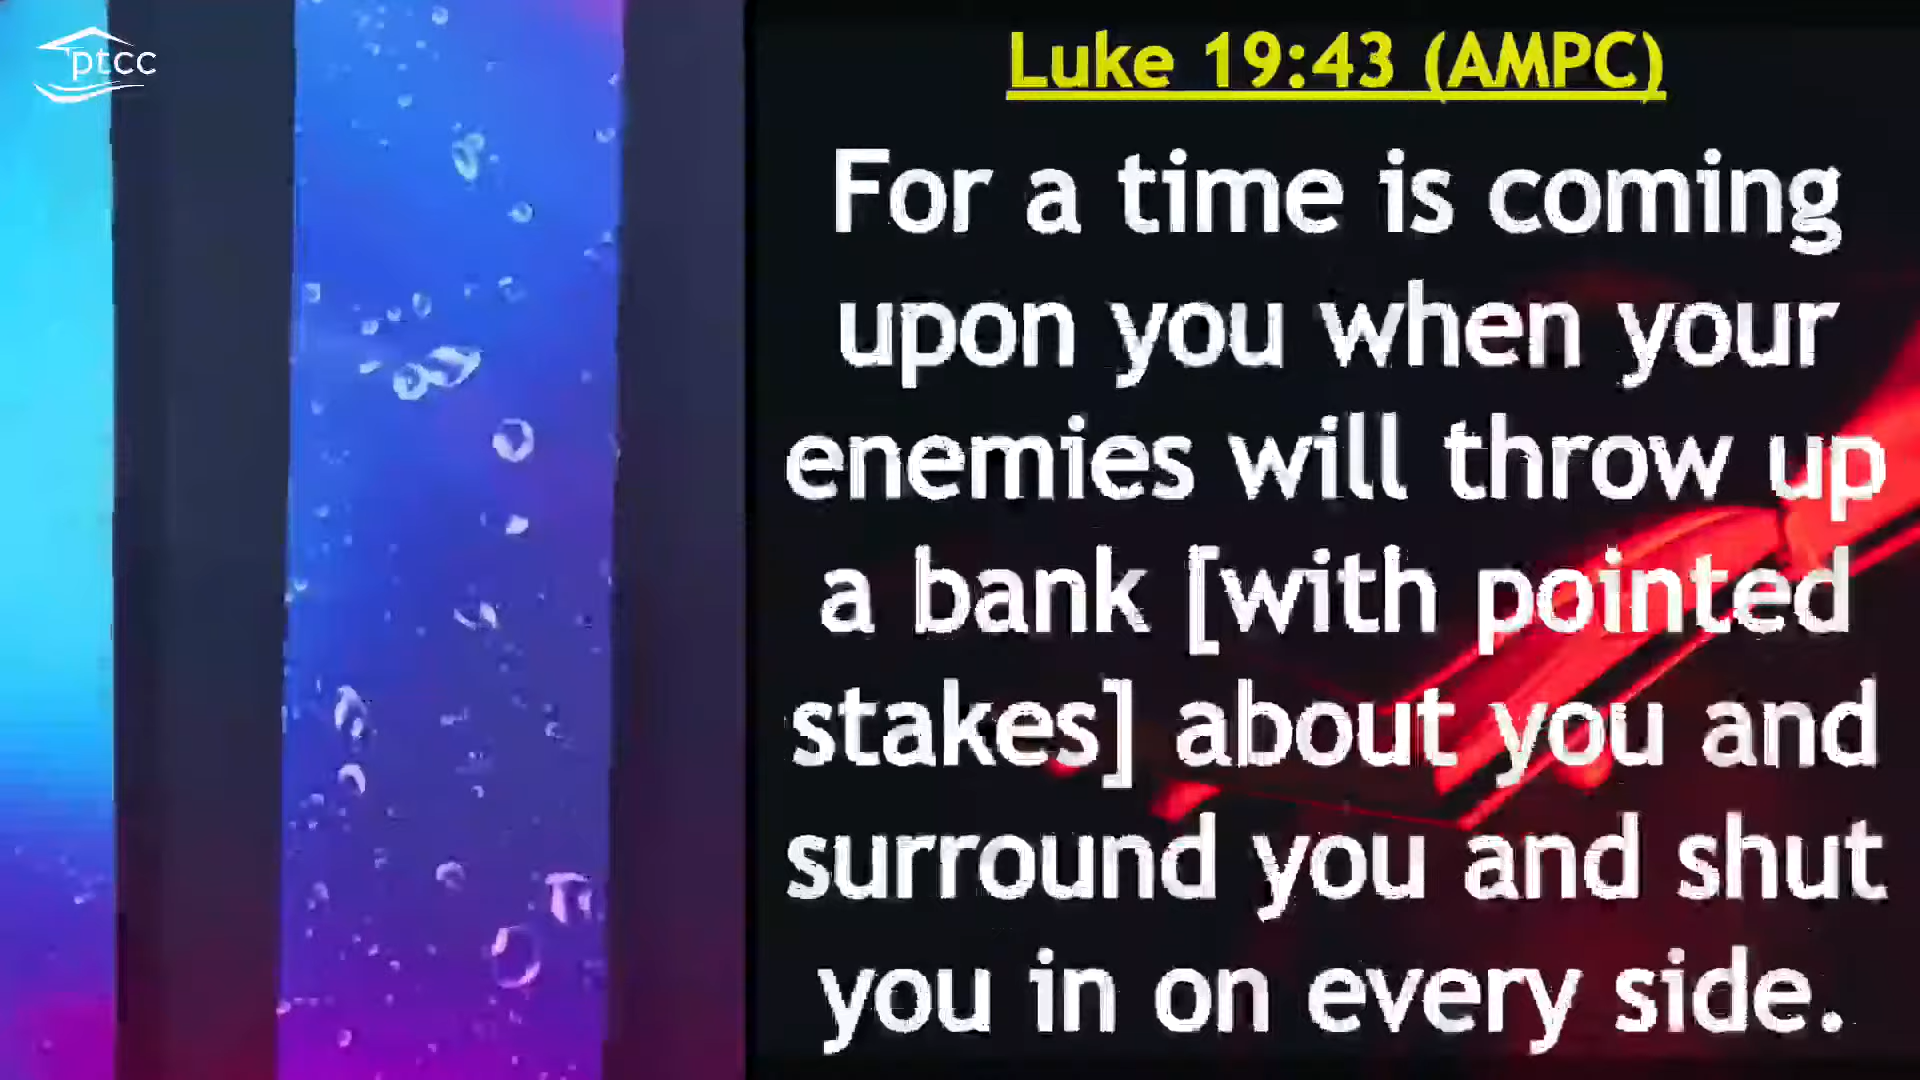 ptcc
Luke 19:43 (AMPC)
For a time is coming
upon you when your
enemies will throw up
a bank [with pointed
stakes] about you and
surround you and shut
you in on every side.